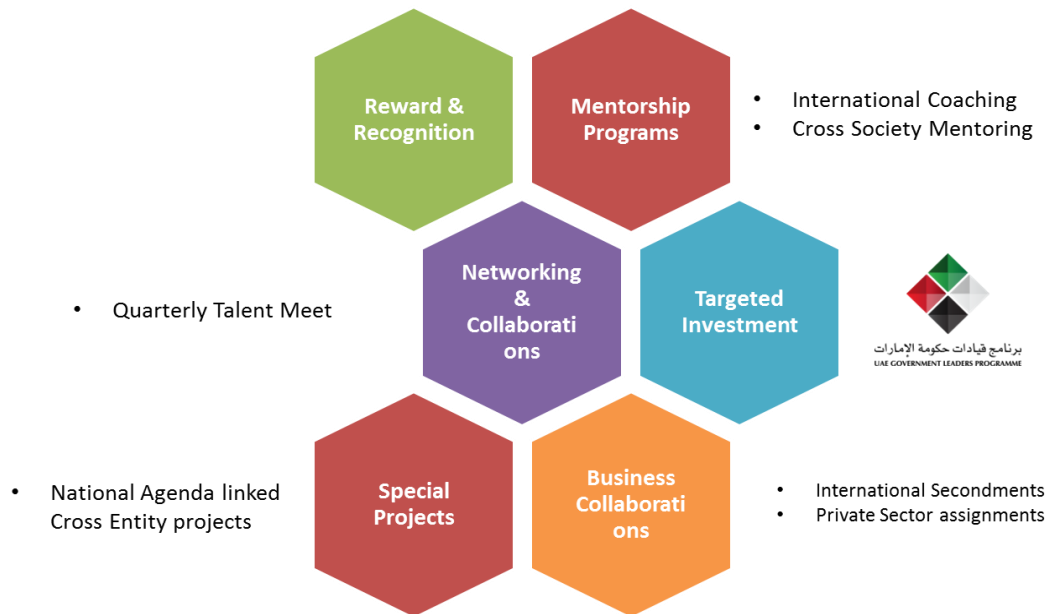 Reward &
Recognition
Mentorship
Programs
• International Coaching
• Cross Society Mentoring
• Quarterly Talent Meet
Networking
&
Collaborati
ons
Targeted
Investment
برنامج قيادات حكومة الإمارات
UAE GOVERNMENT LEADERS PROGRAMME
• National Agenda linked
Cross Entity projects
Special
Projects
Business
Collaborati
ons
• International Secondments
• Private Sector assignments